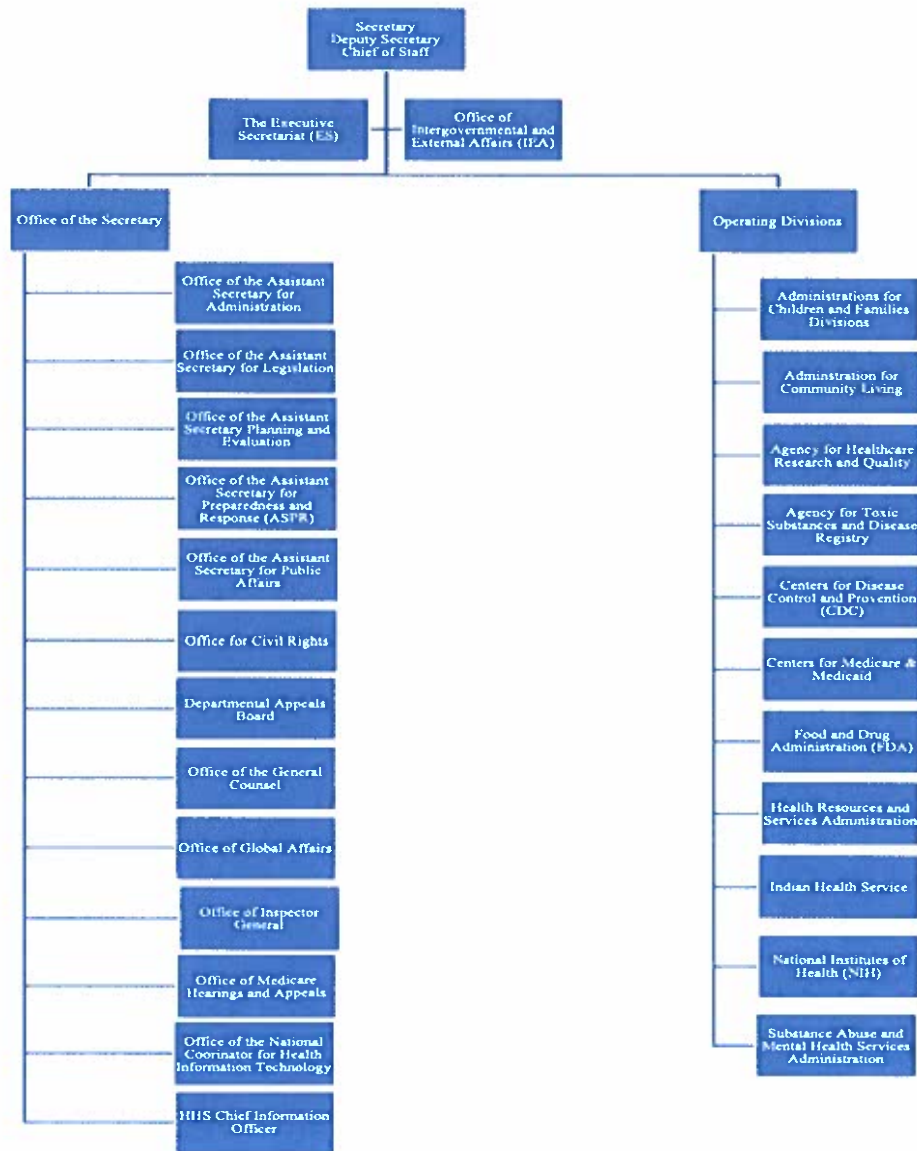 Secretary
Deputy Secretary
Chief of Staff
The Executive
Secretariat (ES)
Office of
Intergovernmental and
External Affairs (IEA)
Office of the Secretary
Office of the Assistant
Secretary for
Administration
Office of the Assistant
Secretary for Legislation
Office of the Assistant
Secretary Planning and
Evaluation
Office of the Assistant
Secretary for
Preparedness and
Response (ASPR)
Office of the Assistant
Secretary for Public
Affairs
Office for Civil Rights
Departmental Appeals
Board
Office of the General
Counsel
Office of Global Affairs
Office of Inspector
General
Office of Medicare
Hearings and Appeals
Office of the National
Coorinator for Health
Information Technology
HHS Chief Information
Officer
Operating Divisions
Administrations for
Children and Families
Divisions
Adminstration for
Community Living
Agency for Healthcare
Research and Quality
Agency for Toxic
Substances and Disease
Registry
Centers for Disease
Control and Provention
(CDC)
Centers for Medicare &
Medicaid
Food and Drug
Administration (FDA)
Health Resources and
Services Administration
Indian Health Service
National Institutes of
Health (NIH)
Substance Abuse and
Mental Health Services
Administration